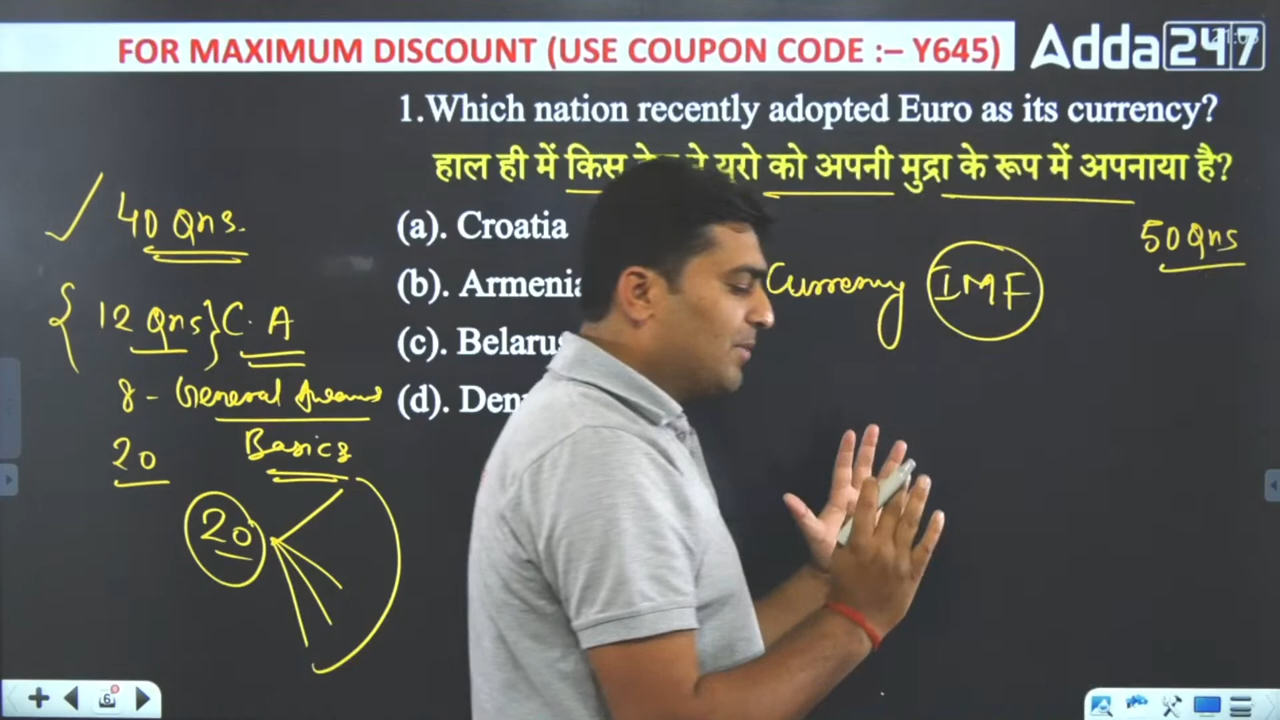 FOR MAXIMUM DISCOUNT (USE COUPON CODE :– Y645)
Adda247
1.Which nation recently adopted Euro as its currency?
हाल ही में किस को अपनी मुद्रा के रूप में अपनाया है?
(a). Croatia
(b). Armenia
(c). Belarus
(d). Den
40 Qns.
{12 Qns} C.A
8 - General
20 Basics
20
Currency IMF
50 Qns
6